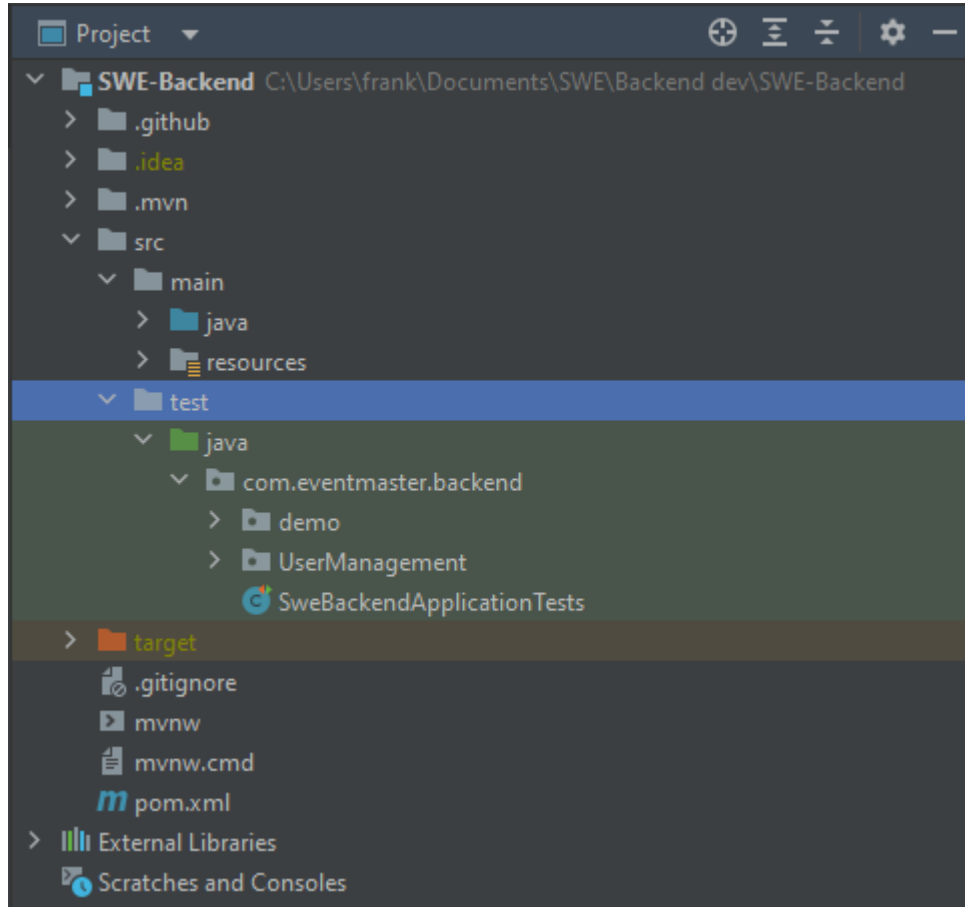 Project
SWE-Backend C:\Users\frank\Documents\SWE\Backend dev\SWE-Backend
.github
.idea
.mvn
src
main
java
resources
test
java
com.eventmaster.backend
demo
UserManagement
SweBackendApplicationTests
target
.gitignore
mvnw
mvnw.cmd
pom.xml
External Libraries
Scratches and Consoles